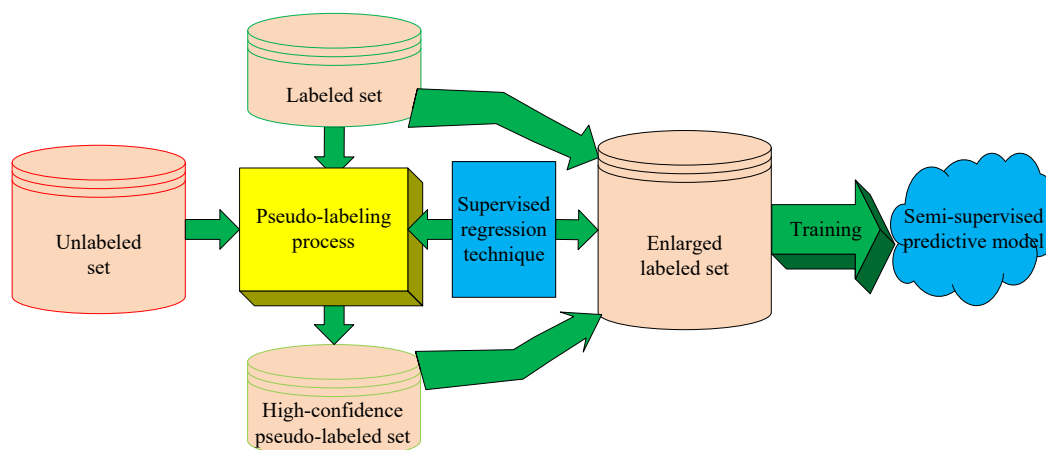 Labeled set
Unlabeled
set
Pseudo-labeling
process
Supervised
regression
technique
Enlarged
labeled set
Training
Semi-supervised
predictive model
High-confidence
pseudo-labeled set